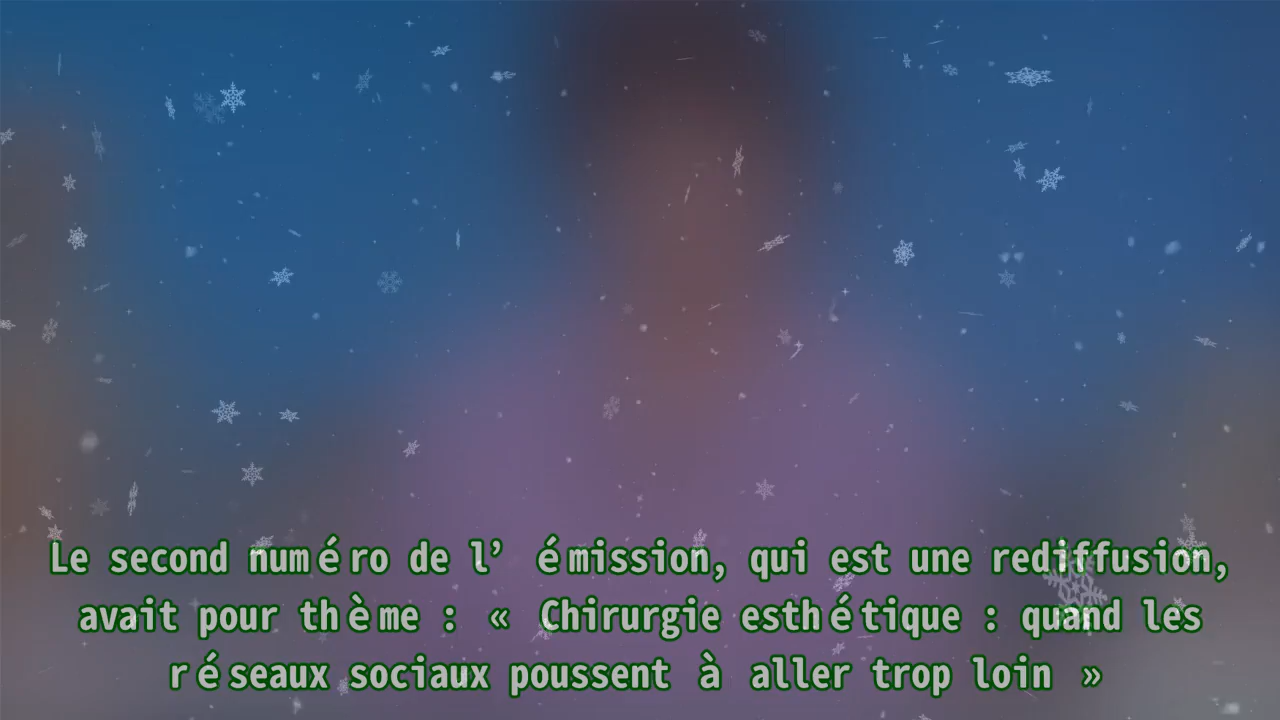 Le second numéro de l’émission, qui est une rediffusion,
avait pour thème : « Chirurgie esthétique : quand les
réseaux sociaux poussent à aller trop loin »